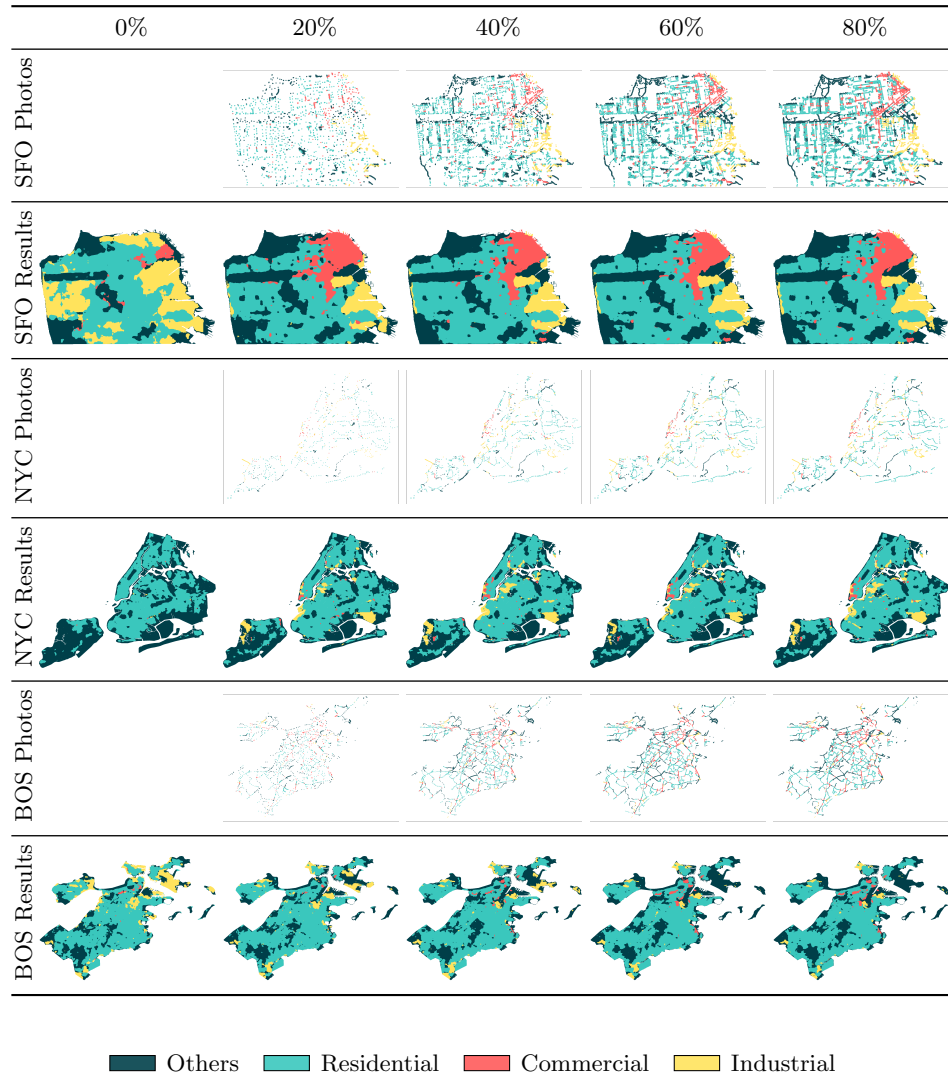 0% 20% 40% 60% 80%
SFO Photos
SFO Results
NYC Photos
NYC Results
BOS Photos
BOS Results
Others Residential Commercial Industrial